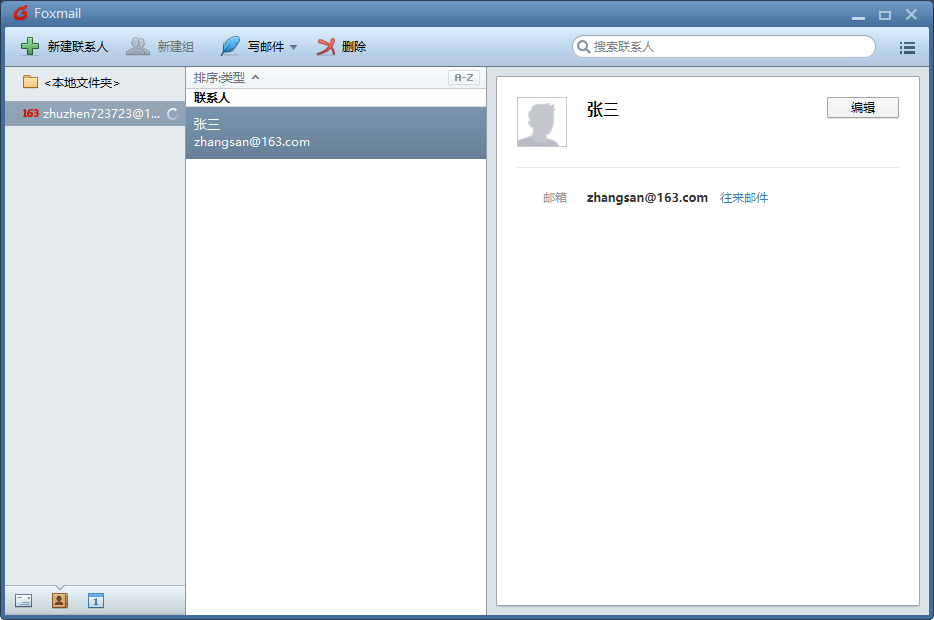 Foxmail
新建联系人 新建组 写邮件 删除 搜索联系人
<本地文件夹>
163 zhuzhen723723@1...
排序:类型 A-Z
联系人
张三
zhangsan@163.com
张三 编辑
邮箱 zhangsan@163.com 往来邮件
1